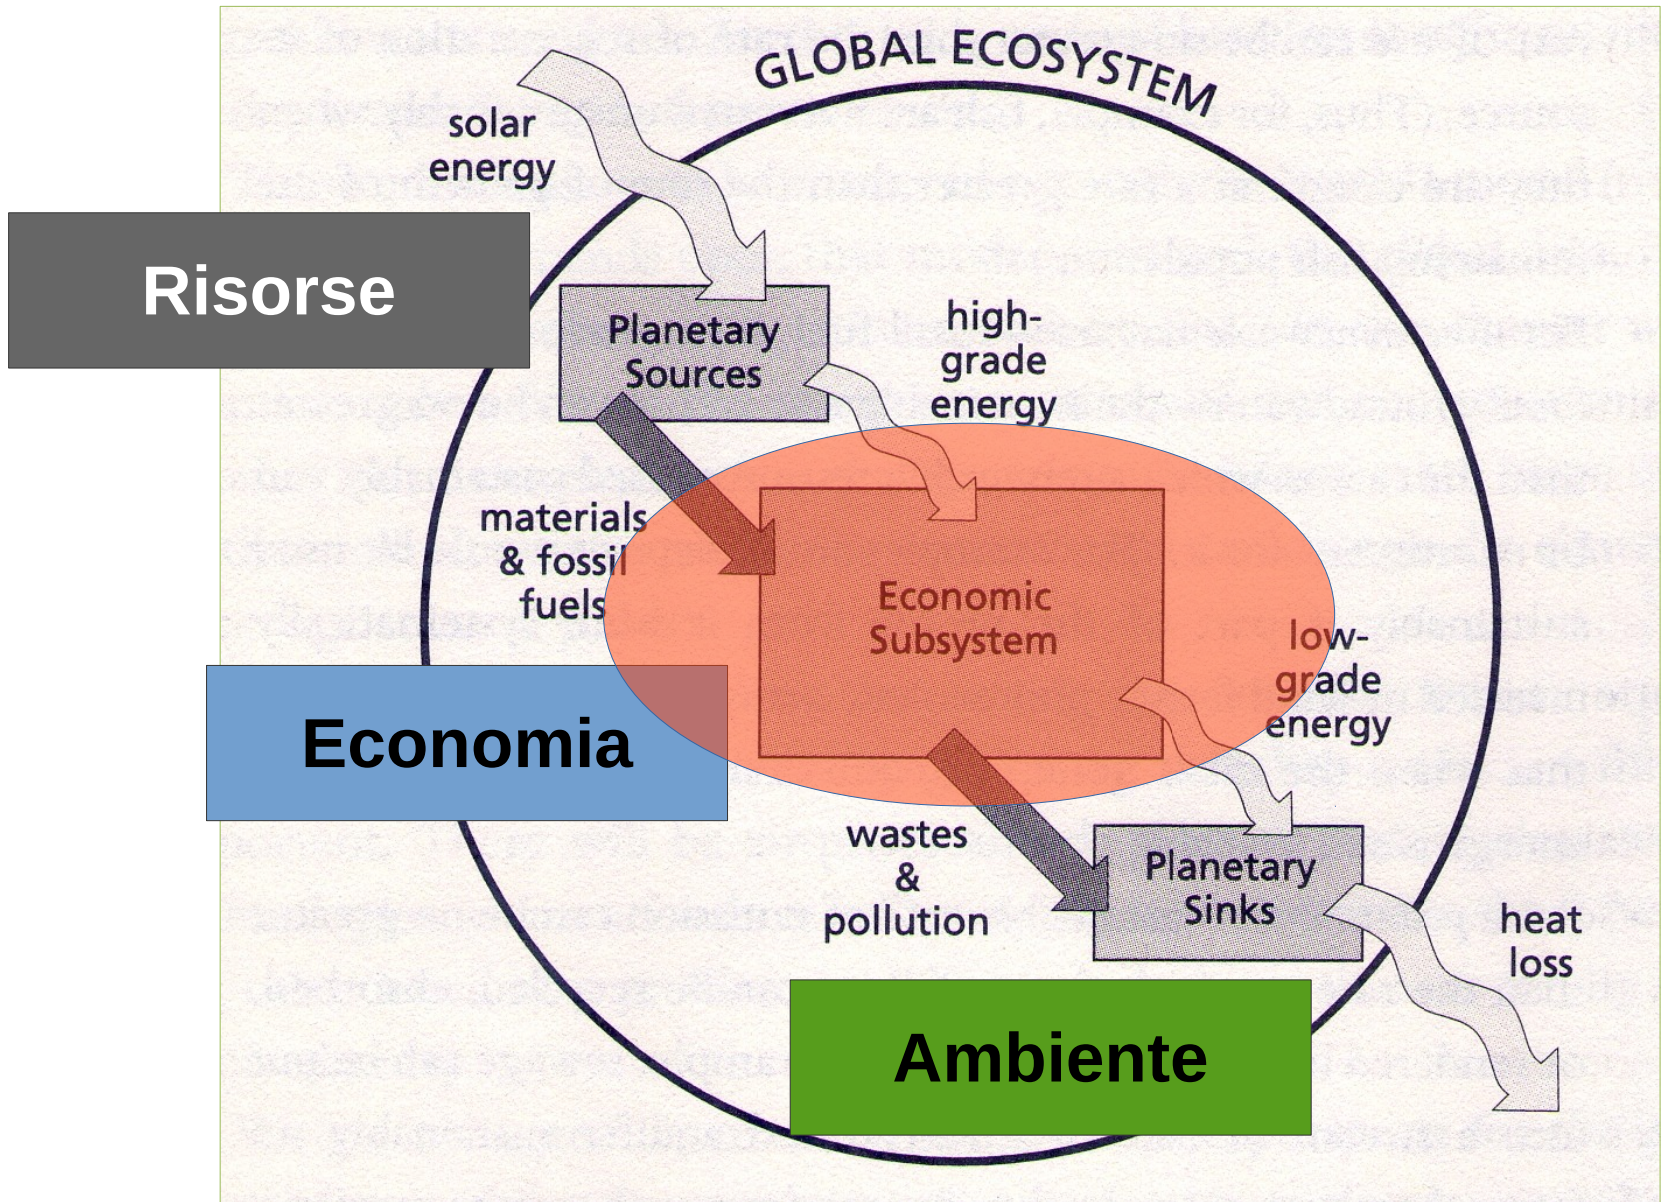 GLOBAL ECOSYSTEM
solar
energy
Risorse
Planetary
Sources
high-
grade
energy
materials
& fossil
fuels
Economic
Subsystem
low-
grade
energy
Economia
wastes
&
pollution
Planetary
Sinks
heat
loss
Ambiente